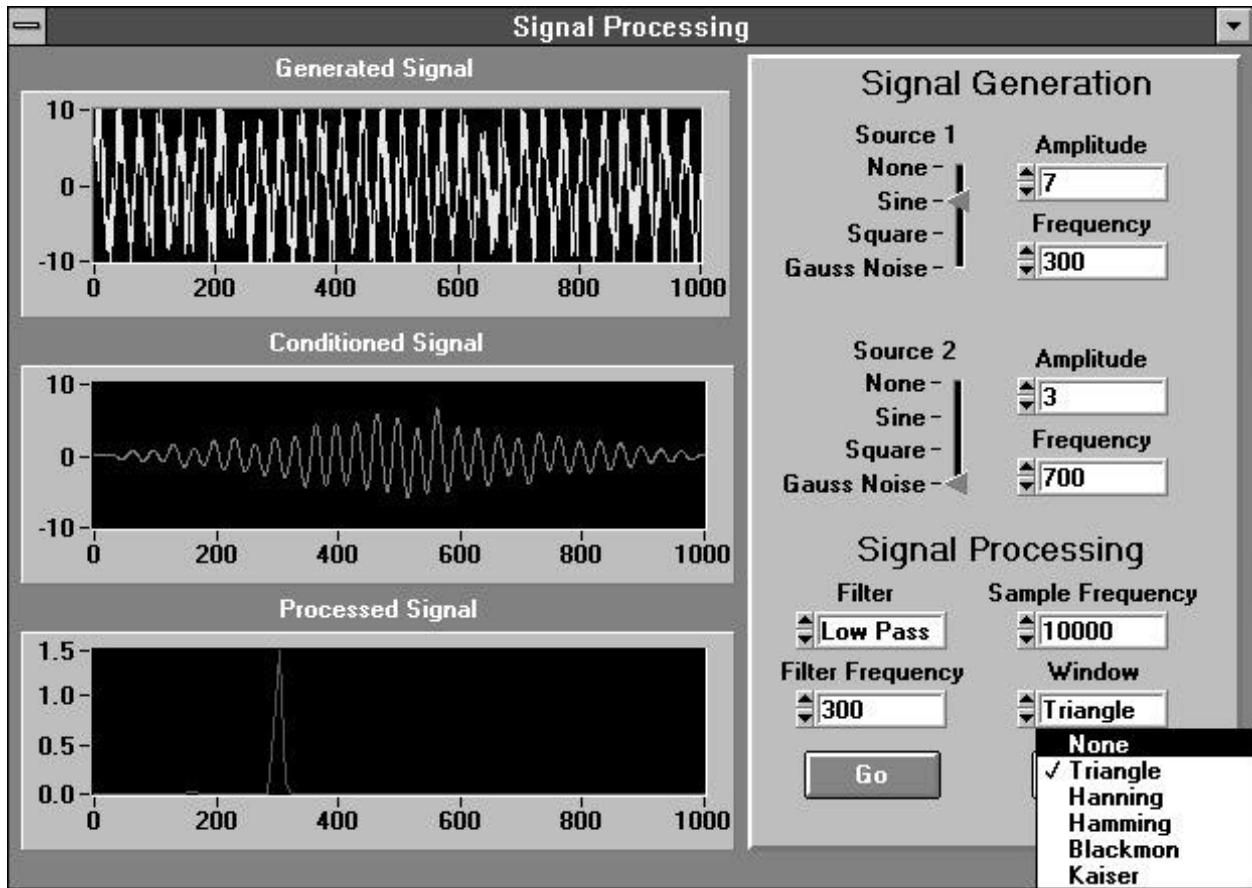 Signal Processing
Generated Signal
10
0
-10
0 200 400 600 800 1000
Conditioned Signal
10
0
-10
0 200 400 600 800 1000
Processed Signal
1.5
1.0
0.5
0.0
0 200 400 600 800 1000
Signal Generation
Source 1
None
Sine
Square
Gauss Noise
Amplitude
7
Frequency
300
Source 2
None
Sine
Square
Gauss Noise
Amplitude
3
Frequency
700
Signal Processing
Filter
Low Pass
Sample Frequency
10000
Filter Frequency
300
Window
Triangle
Go
None
✓ Triangle
Hanning
Hamming
Blackmon
Kaiser